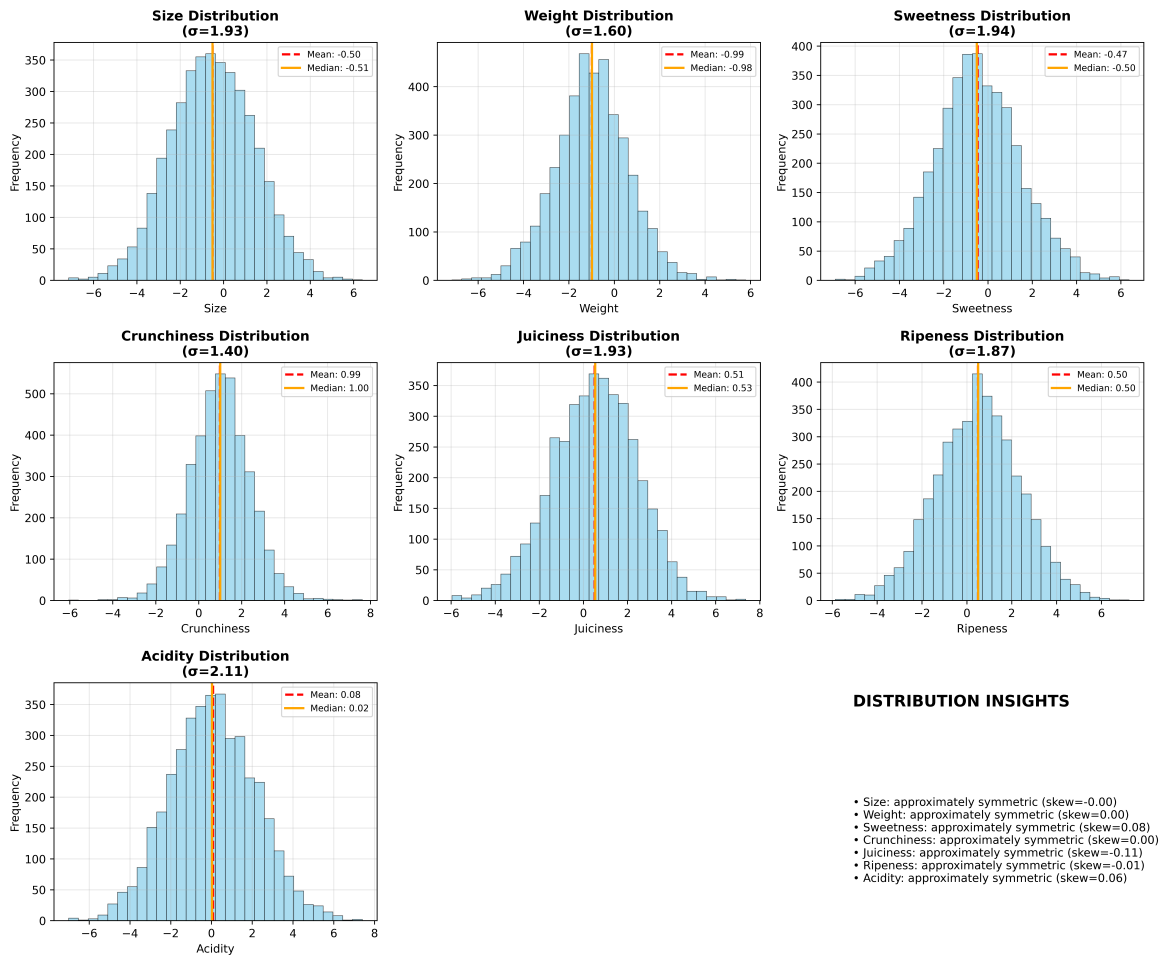 Size Distribution
(σ=1.93)
Mean: -0.50
Median: -0.51
Frequency
350
300
250
200
150
100
50
0
−6 −4 −2 0 2 4 6
Size
Weight Distribution
(σ=1.60)
Mean: -0.99
Median: -0.98
Frequency
400
300
200
100
0
−6 −4 −2 0 2 4 6
Weight
Sweetness Distribution
(σ=1.94)
Mean: -0.47
Median: -0.50
Frequency
400
350
300
250
200
150
100
50
0
−6 −4 −2 0 2 4 6
Sweetness
Crunchiness Distribution
(σ=1.40)
Mean: 0.99
Median: 1.00
Frequency
500
400
300
200
100
0
−6 −4 −2 0 2 4 6 8
Crunchiness
Juiciness Distribution
(σ=1.93)
Mean: 0.51
Median: 0.53
Frequency
350
300
250
200
150
100
50
0
−6 −4 −2 0 2 4 6 8
Juiciness
Ripeness Distribution
(σ=1.87)
Mean: 0.50
Median: 0.50
Frequency
400
350
300
250
200
150
100
50
0
−6 −4 −2 0 2 4 6
Ripeness
Acidity Distribution
(σ=2.11)
Mean: 0.08
Median: 0.02
Frequency
350
300
250
200
150
100
50
0
−6 −4 −2 0 2 4 6 8
Acidity
DISTRIBUTION INSIGHTS
• Size: approximately symmetric (skew=-0.00)
• Weight: approximately symmetric (skew=0.00)
• Sweetness: approximately symmetric (skew=0.08)
• Crunchiness: approximately symmetric (skew=0.00)
• Juiciness: approximately symmetric (skew=-0.11)
• Ripeness: approximately symmetric (skew=-0.01)
• Acidity: approximately symmetric (skew=0.06)